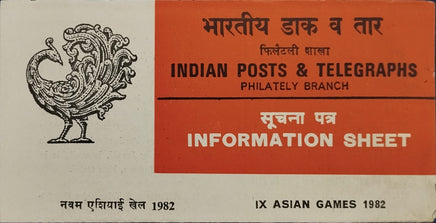 भारतीय डाक व तार
फिलैटली शाखा
INDIAN POSTS & TELEGRAPHS
PHILATELY BRANCH
सूचना पत्र
INFORMATION SHEET
नवम एशियाई खेल 1982
IX ASIAN GAMES 1982